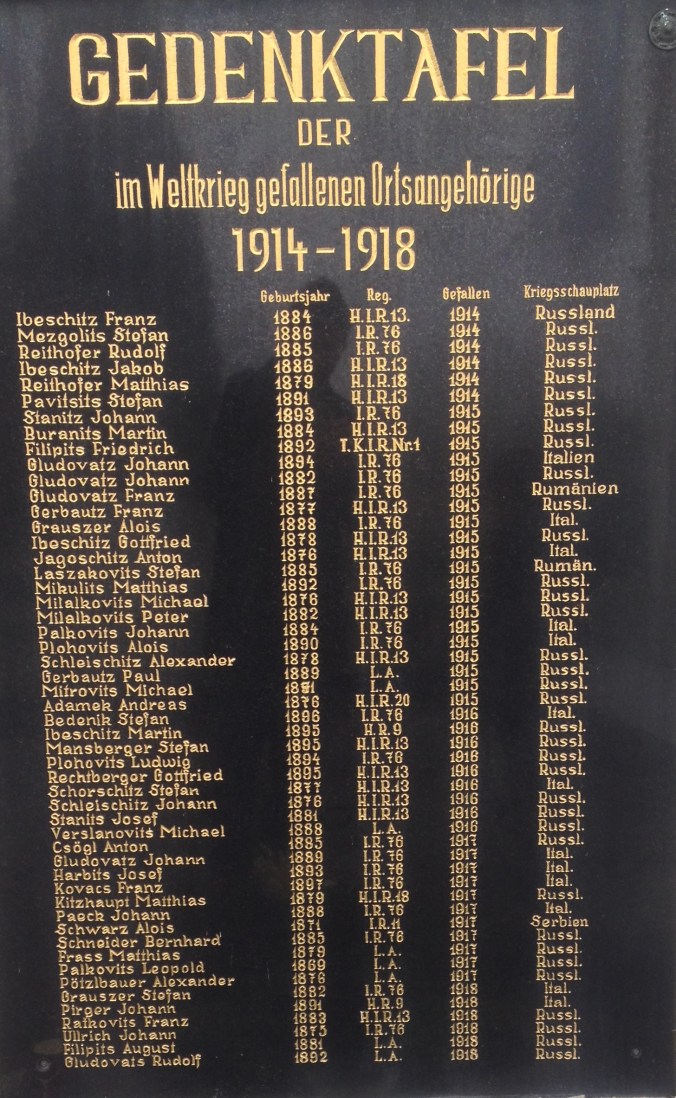 GEDENKTAFEL
DER
im Weltkrieg gefallenen Ortsangehörige
1914-1918
Geburtsjahr Reg. Gefallen Kriegsschauplatz
Ibeschitz Franz 1884 H.I.R.13. 1914 Russland
Mezgolits Stefan 1886 I.R.76 1914 Russl.
Reithofer Rudolf 1885 I.R.76 1914 Russl.
Ibeschitz Jakob 1886 H.I.R.13 1914 Russl.
Reithofer Matthias 1879 H.I.R.18 1914 Russl.
Pavitsits Stefan 1891 H.I.R.13 1914 Russl.
Stanitz Johann 1893 I.R.76 1915 Russl.
Buranits Martin 1884 H.I.R.13 1915 Russl.
Filipits Friedrich 1892 T.K.I.R.Nr.1 1915 Russl.
Gludovatz Johann 1894 I.R.76 1915 Italien
Gludovatz Johann 1882 I.R.76 1915 Russl.
Gludovatz Franz 1887 I.R.76 1915 Rumänien
Gerbautz Franz 1877 H.I.R.13 1915 Russl.
Grauszer Alois 1888 I.R.76 1915 Ital.
Ibeschitz Gottfried 1878 H.I.R.13 1915 Russl.
Jagoschitz Anton 1876 H.I.R.13 1915 Ital.
Laszakovits Stefan 1885 I.R.76 1915 Rumän.
Mikulits Matthias 1892 I.R.76 1915 Russl.
Milalkovits Michael 1876 H.I.R.13 1915 Russl.
Milalkovits Peter 1882 H.I.R.13 1915 Russl.
Palkovits Johann 1884 I.R.76 1915 Ital.
Plohovits Alois 1890 I.R.76 1915 Ital.
Schleischitz Alexander 1878 H.I.R.13 1915 Russl.
Gerbautz Paul 1889 L.A. 1915 Russl.
Mitrovits Michael 1891 L.A. 1915 Russl.
Adamek Andreas 1876 H.I.R.20 1915 Russl.
Bedenik Stefan 1896 I.R.76 1916 Ital.
Ibeschitz Martin 1895 H.R.9 1916 Russl.
Mansberger Stefan 1895 H.I.R.13 1916 Russl.
Plohovits Ludwig 1894 I.R.76 1916 Russl.
Rechtberger Gottfried 1895 H.I.R.13 1916 Russl.
Schorschitz Stefan 1877 H.I.R.13 1916 Ital.
Schleischitz Johann 1876 H.I.R.13 1916 Russl.
Stanits Josef 1881 H.I.R.13 1916 Russl.
Verslanovits Michael 1888 L.A. 1916 Russl.
Csögl Anton 1885 I.R.76 1917 Russl.
Gludovatz Johann 1889 I.R.76 1917 Ital.
Harbits Josef 1893 I.R.76 1917 Ital.
Kovacs Franz 1897 I.R.76 1917 Ital.
Kitzhaupt Matthias 1879 H.I.R.18 1917 Russl.
Paeck Johann 1888 I.R.76 1917 Ital.
Schwarz Alois 1871 I.R.11 1917 Serbien
Schneider Bernhard 1885 I.R.76 1917 Russl.
Frass Matthias 1879 L.A. 1917 Russl.
Palkovits Leopold 1869 L.A. 1917 Russl.
Pötzlbauer Alexander 1876 L.A. 1917 Russl.
Grauszer Stefan 1882 I.R.76 1918 Ital.
Pirger Johann 1891 H.R.9 1918 Ital.
Ratkovits Franz 1883 H.I.R.13 1918 Russl.
Ullrich Johann 1875 I.R.76 1918 Russl.
Filipits August 1881 L.A. 1918 Russl.
Gludovats Rudolf 1892 L.A. 1918 Russl.